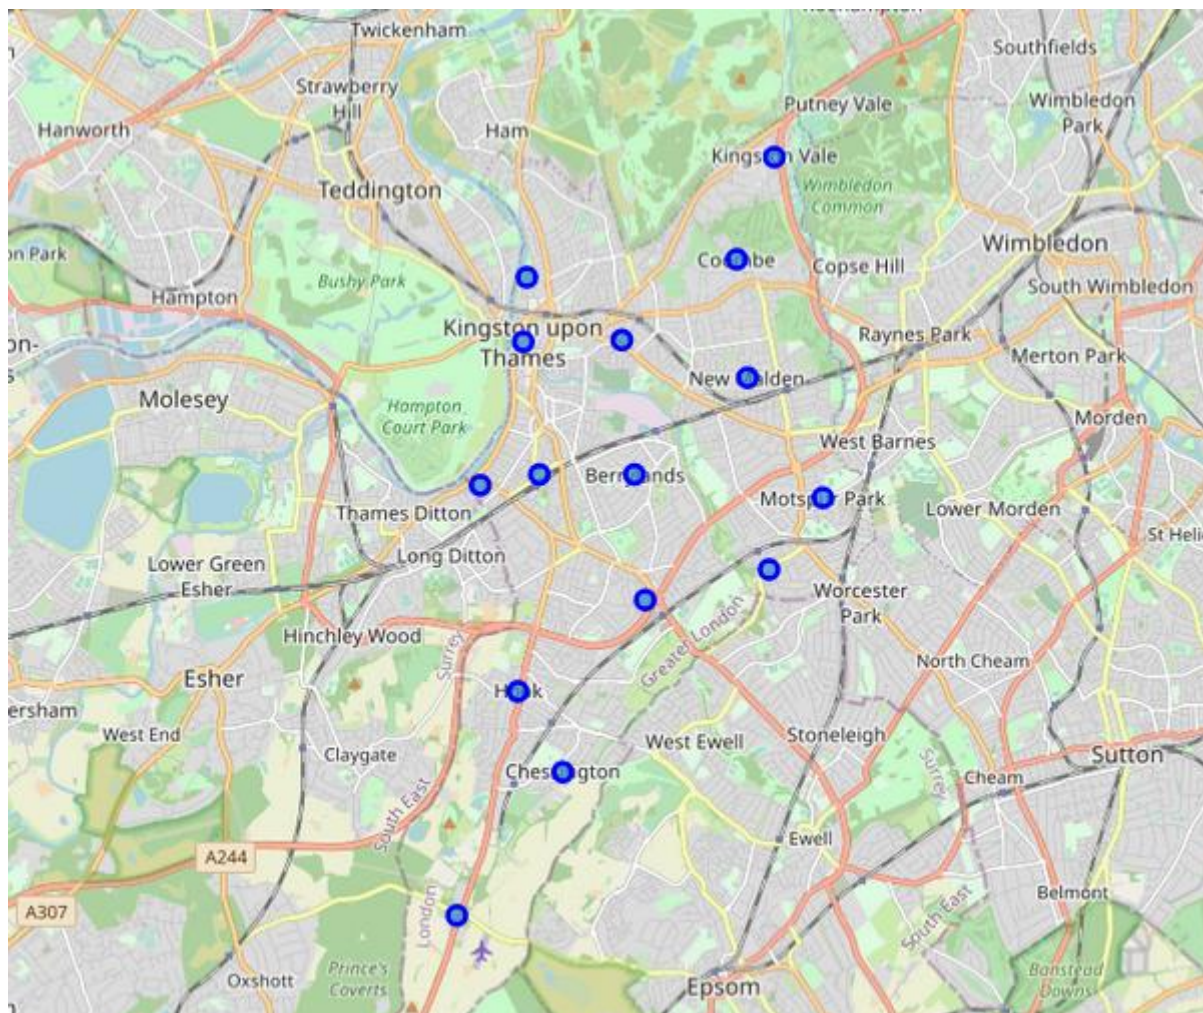 Twickenham
Southfields
Strawberry
Hill
Putney Vale
Wimbledon
Park
Hanworth
Ham
Teddington
Wimbledon
Common
Wimbledon
Copse Hill
Bushy Park
South Wimbledon
Hampton
Kingston upon
Thames
Raynes Park
Merton Park
Molesey
Hampton
Court Park
Morden
West Barnes
Thames Ditton
Lower Morden
Long Ditton
Lower Green
Esher
Worcester
Park
Hinchley Wood
Surrey
Greater London
Esher
North Cheam
West End
Claygate
West Ewell
Stoneleigh
Sutton
Surrey
Cheam
South East
Ewell
A244
Belmont
A307
London
South East
Oxshott
Prince's
Coverts
Epsom
Banstead
Downs